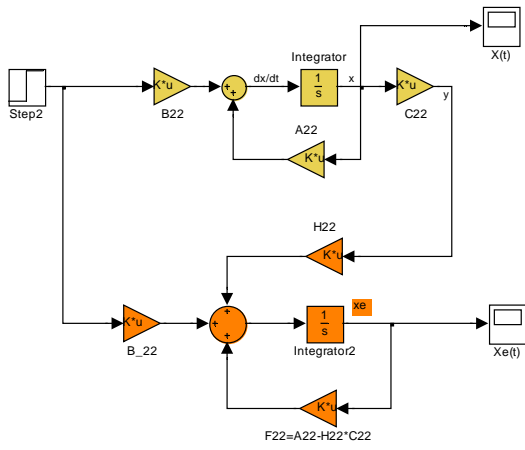 Integrator
X(t)
dx/dt
x
K*u
+
+
1
s
K*u
Step2
B22
C22
y
A22
K*u
H22
K*u
xe
K*u
+
+
+
1
s
B_22
Integrator2
Xe(t)
K*u
F22=A22-H22*C22